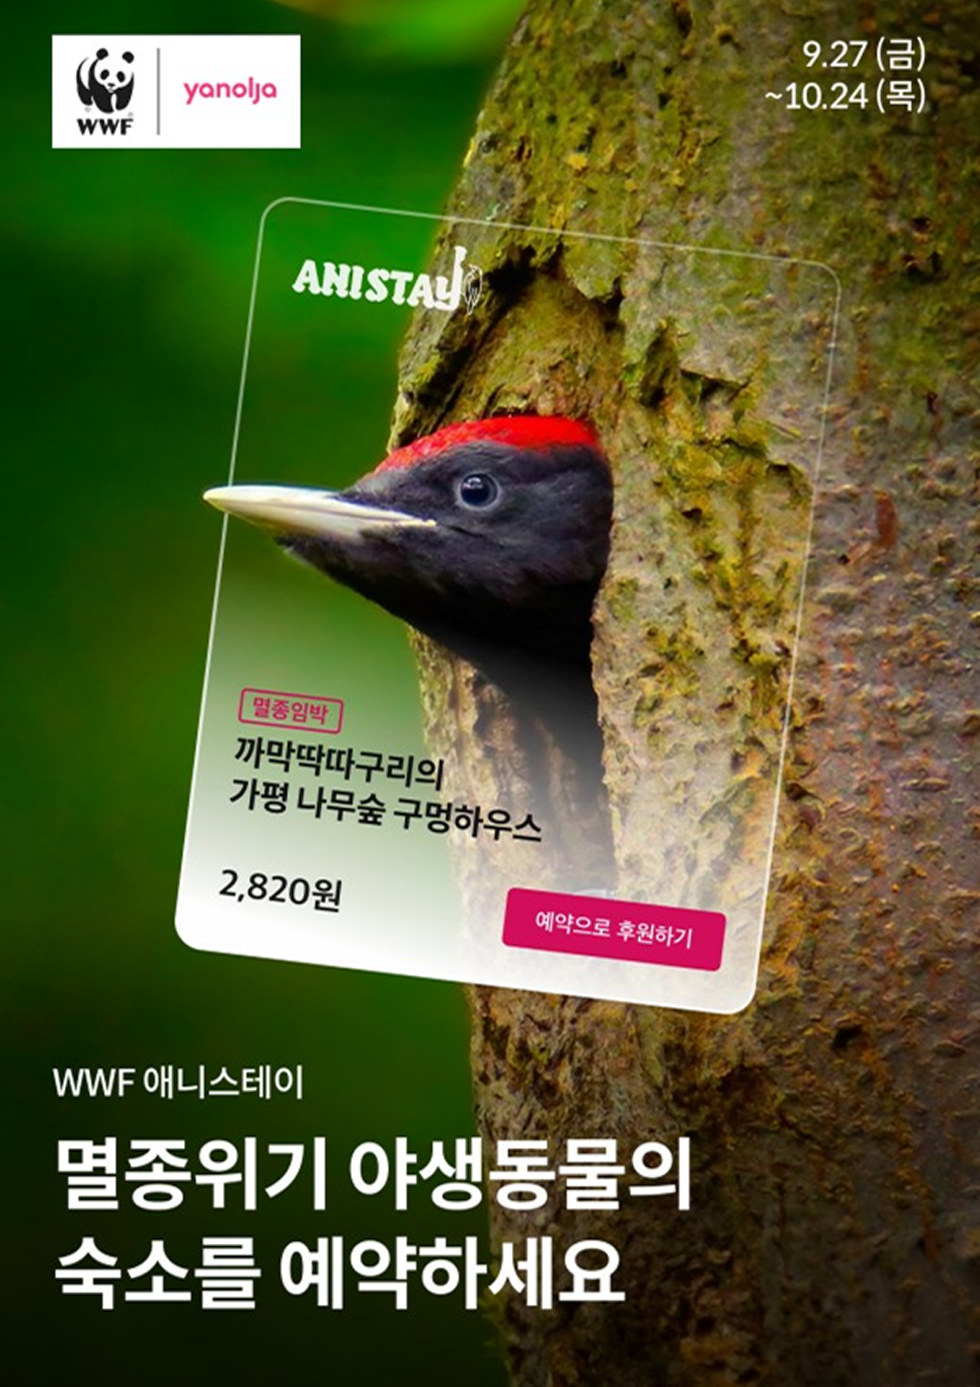 WWF
yanolja
9.27 (금)
~10.24 (목)
ANISTAY
멸종임박
까막딱따구리의
가평 나무숲 구멍하우스
2,820원
예약으로 후원하기
WWF 애니스테이
멸종위기 야생동물의
숙소를 예약하세요